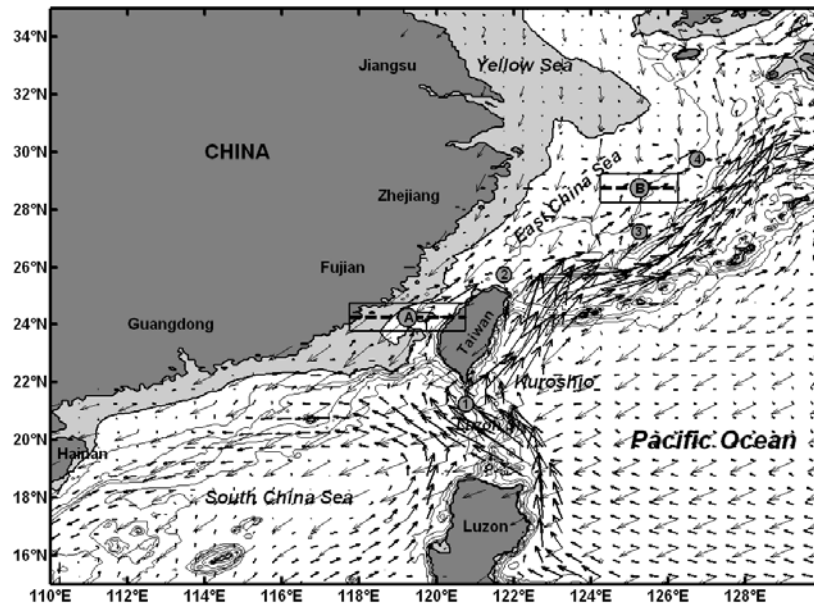 34°N
32°N
30°N
28°N
26°N
24°N
22°N
20°N
18°N
16°N
110°E
112°E
114°E
116°E
118°E
120°E
122°E
124°E
126°E
128°E
Jiangsu
Yellow Sea
CHINA
4
Zhejiang
B
East China Sea
3
Fujian
2
Guangdong
A
Taiwan
Kuroshio
1
Hainan
Pacific Ocean
South China Sea
Luzon